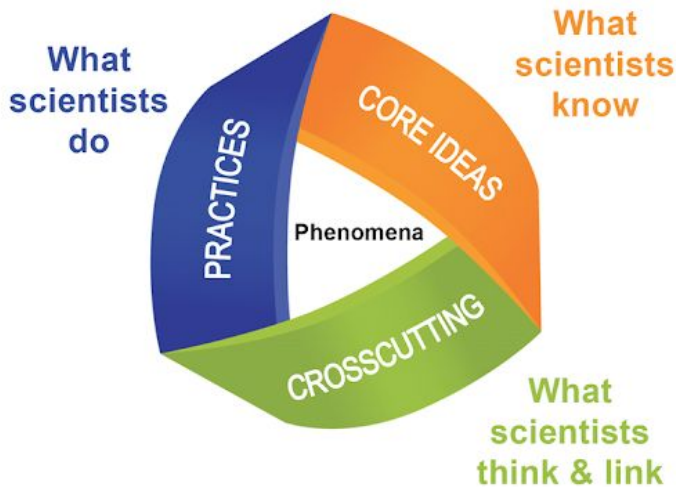 What
scientists
do
What
scientists
know
PRACTICES
CORE IDEAS
Phenomena
CROSSCUTTING
What
scientists
think & link